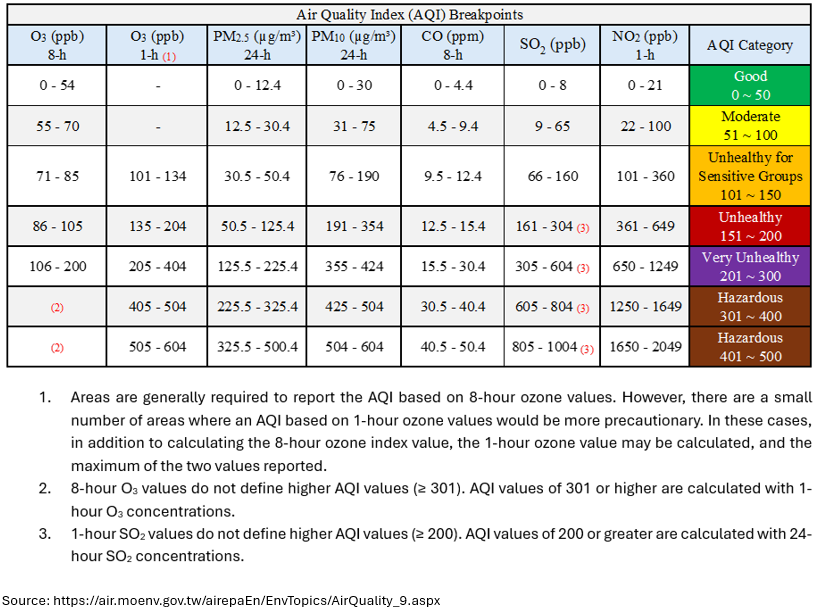 Air Quality Index (AQI) Breakpoints
O₃ (ppb) 8-h | O₃ (ppb) 1-h (1) | PM₂.₅ (µg/m³) 24-h | PM₁₀ (µg/m³) 24-h | CO (ppm) 8-h | SO₂ (ppb) | NO₂ (ppb) 1-h | AQI Category
0 - 54 | - | 0 - 12.4 | 0 - 30 | 0 - 4.4 | 0 - 8 | 0 - 21 | Good 0 ~ 50
55 - 70 | - | 12.5 - 30.4 | 31 - 75 | 4.5 - 9.4 | 9 - 65 | 22 - 100 | Moderate 51 ~ 100
71 - 85 | 101 - 134 | 30.5 - 50.4 | 76 - 190 | 9.5 - 12.4 | 66 - 160 | 101 - 360 | Unhealthy for Sensitive Groups 101 ~ 150
86 - 105 | 135 - 204 | 50.5 - 125.4 | 191 - 354 | 12.5 - 15.4 | 161 - 304 (3) | 361 - 649 | Unhealthy 151 ~ 200
106 - 200 | 205 - 404 | 125.5 - 225.4 | 355 - 424 | 15.5 - 30.4 | 305 - 604 (3) | 650 - 1249 | Very Unhealthy 201 ~ 300
(2) | 405 - 504 | 225.5 - 325.4 | 425 - 504 | 30.5 - 40.4 | 605 - 804 (3) | 1250 - 1649 | Hazardous 301 ~ 400
(2) | 505 - 604 | 325.5 - 500.4 | 504 - 604 | 40.5 - 50.4 | 805 - 1004 (3) | 1650 - 2049 | Hazardous 401 ~ 500
1. Areas are generally required to report the AQI based on 8-hour ozone values. However, there are a small
number of areas where an AQI based on 1-hour ozone values would be more precautionary. In these cases,
in addition to calculating the 8-hour ozone index value, the 1-hour ozone value may be calculated, and the
maximum of the two values reported.
2. 8-hour O₃ values do not define higher AQI values (≥ 301). AQI values of 301 or higher are calculated with 1-
hour O₃ concentrations.
3. 1-hour SO₂ values do not define higher AQI values (≥ 200). AQI values of 200 or greater are calculated with 24-
hour SO₂ concentrations.
Source: https://air.moenv.gov.tw/airepaEn/EnvTopics/AirQuality_9.aspx